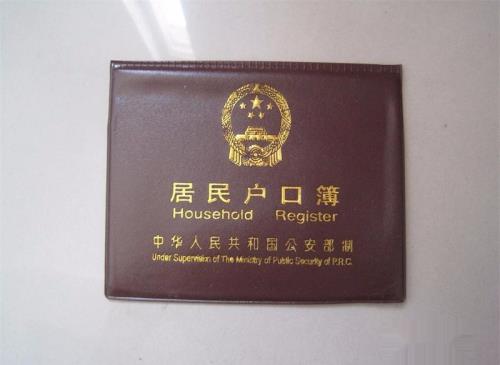 居民户口簿
Household Register
中华人民共和国公安部制
Under Supervision of The Ministry of Public Security of P.R.C.